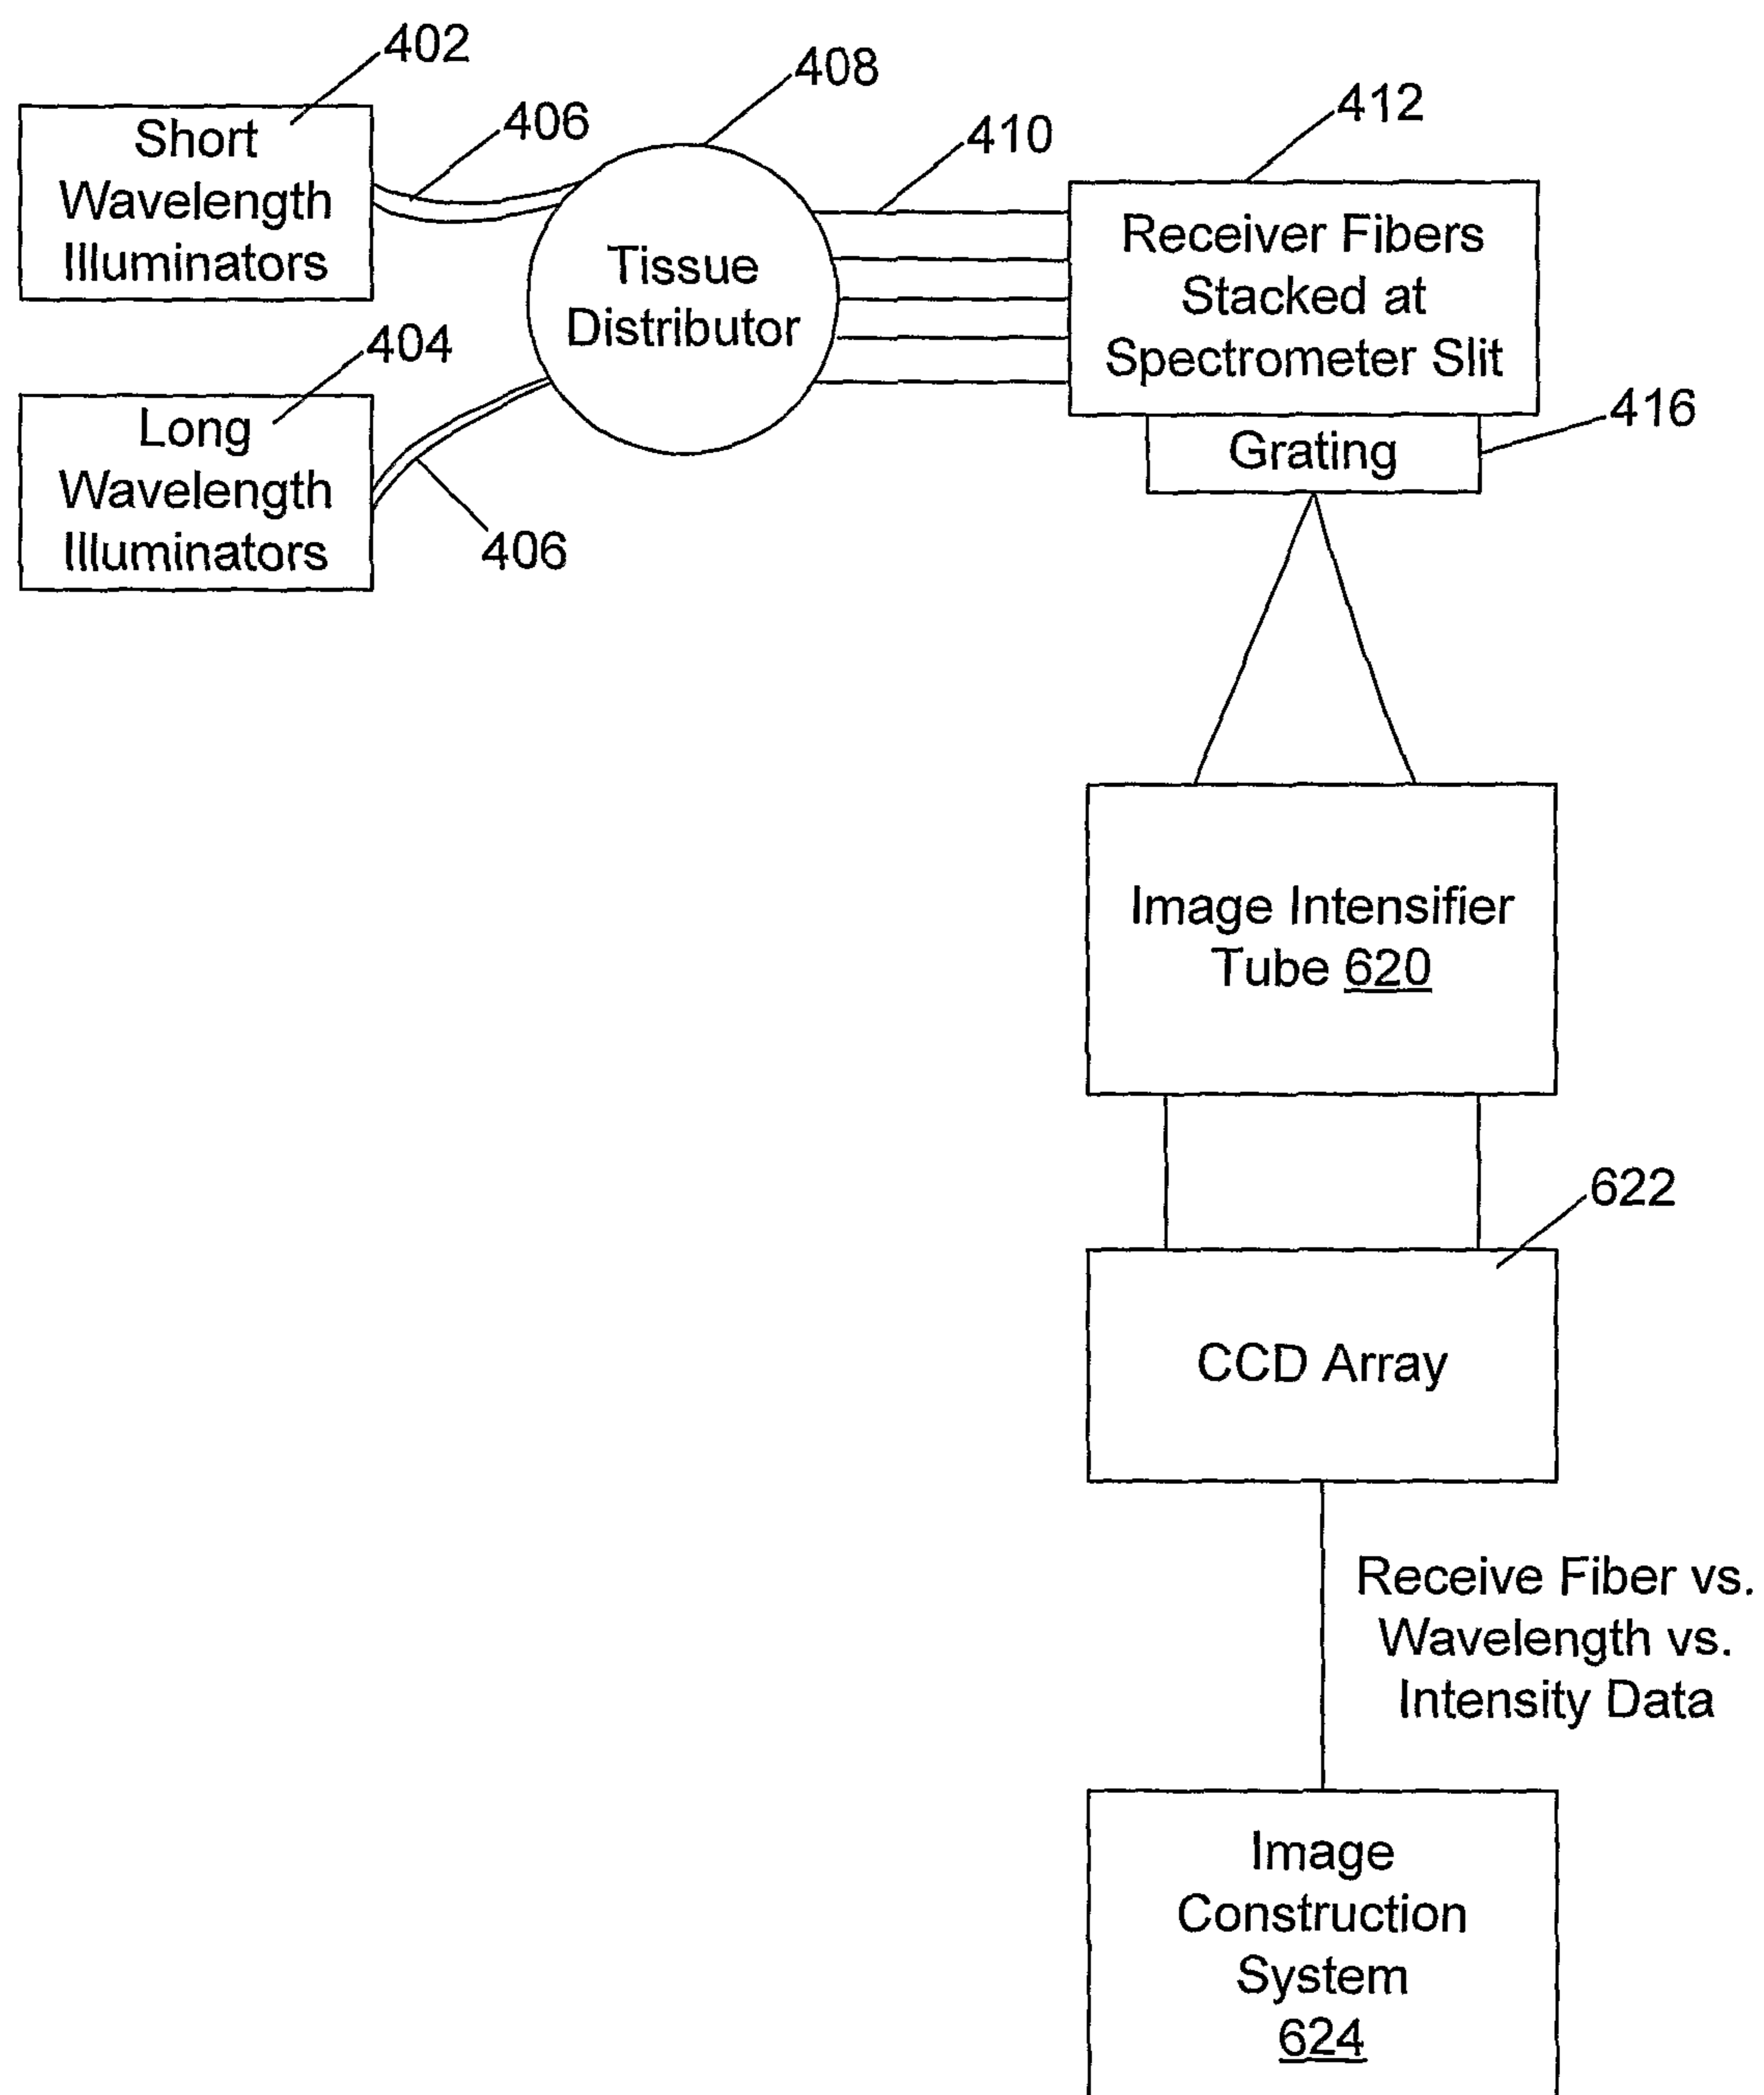 402
Short
Wavelength
Illuminators
406
408
Tissue
Distributor
410
412
Receiver Fibers
Stacked at
Spectrometer Slit
404
Long
Wavelength
Illuminators
406
Grating
416
Image Intensifier
Tube 620
622
CCD Array
Receive Fiber vs.
Wavelength vs.
Intensity Data
Image
Construction
System
624